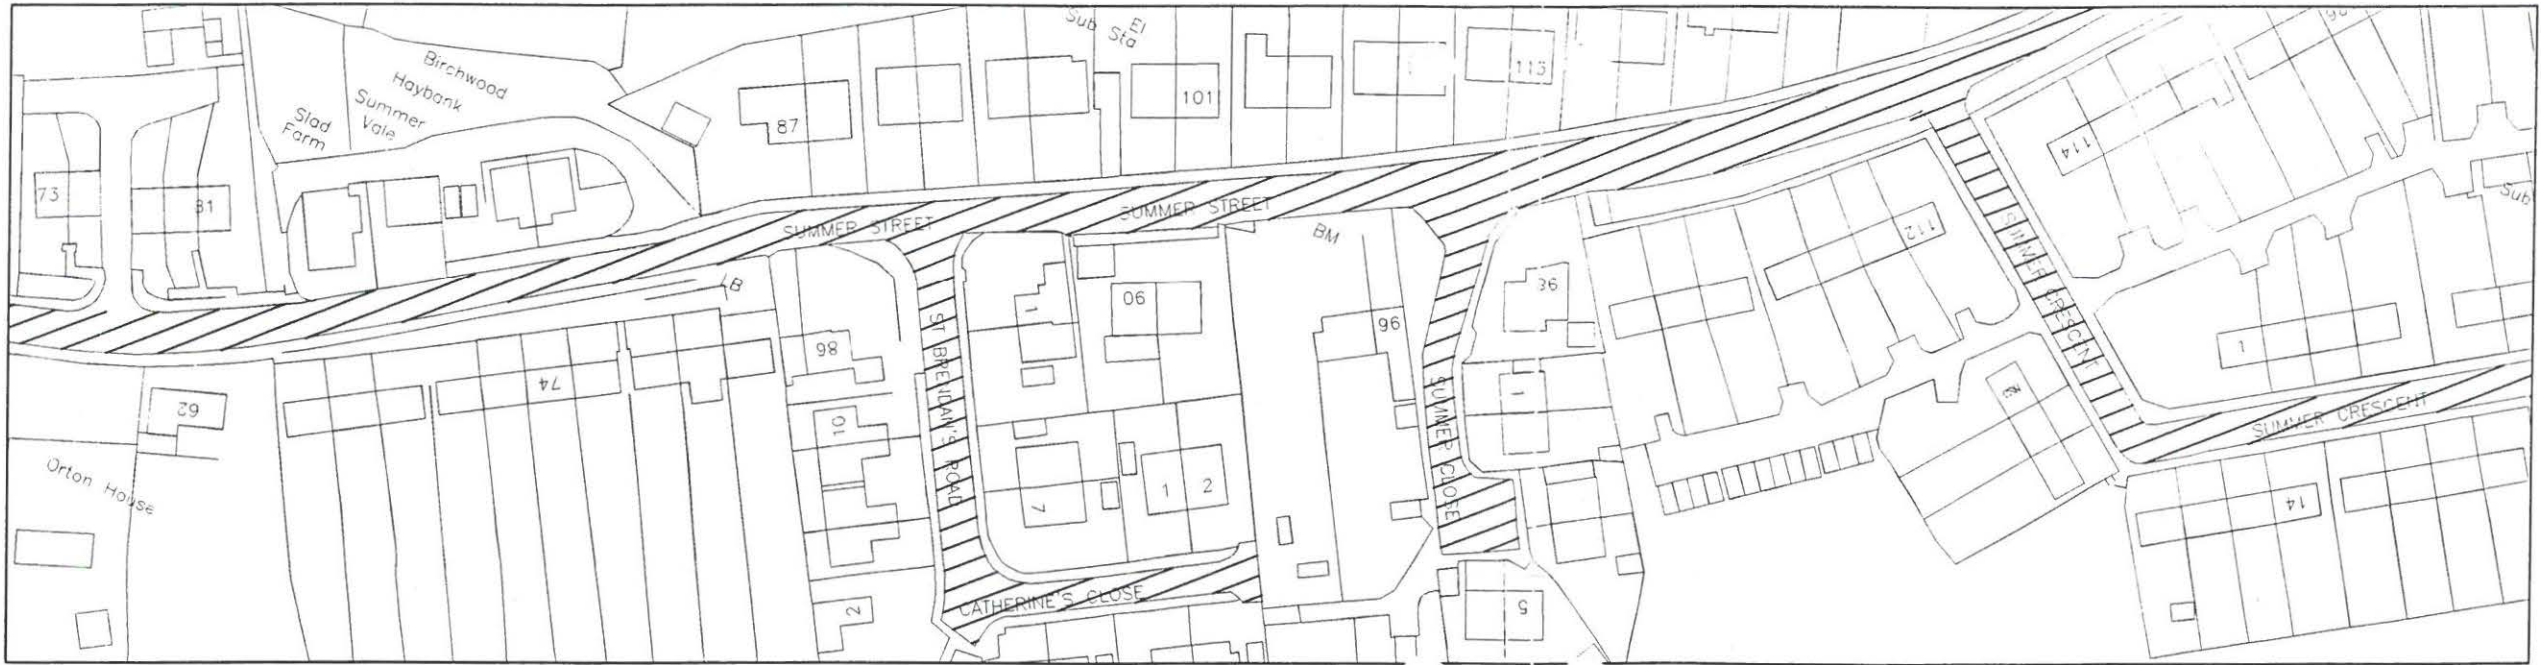 Sub
El
Sta
Birchwood
Haybank
Summer
Vale
Slad
Farm
73
81
87
101
113
114
Sub
SUMMER STREET
SUMMER STREET
BM
112
SUMMER CRESCENT
B
ST BRENDAN'S ROAD
1
90
96
36
SUMMER CLOSE
1
1
98
74
62
10
Orton House
7
1
2
14
SUMMER CRESCENT
2
CATHERINE'S CLOSE
5